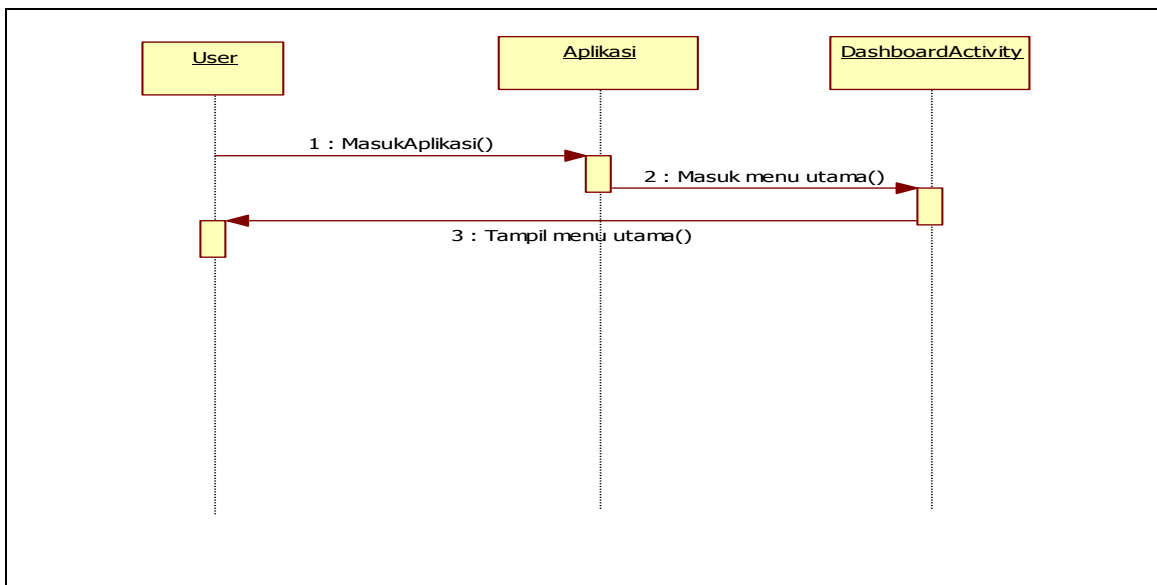 User
Aplikasi
DashboardActivity
1 : MasukAplikasi()
2 : Masuk menu utama()
3 : Tampil menu utama()